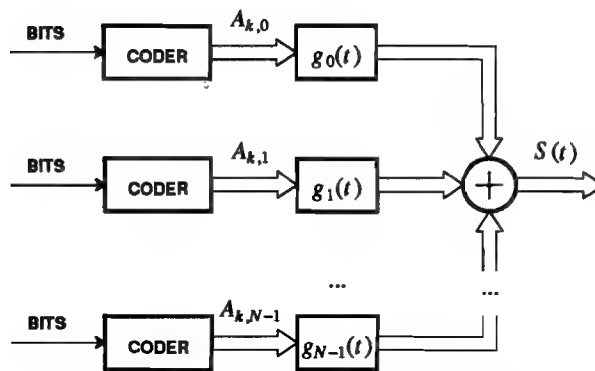 BITS
CODER
A_{k,0}
g_0(t)
BITS
CODER
A_{k,1}
g_1(t)
S(t)
+
...
...
BITS
CODER
A_{k,N-1}
g_{N-1}(t)